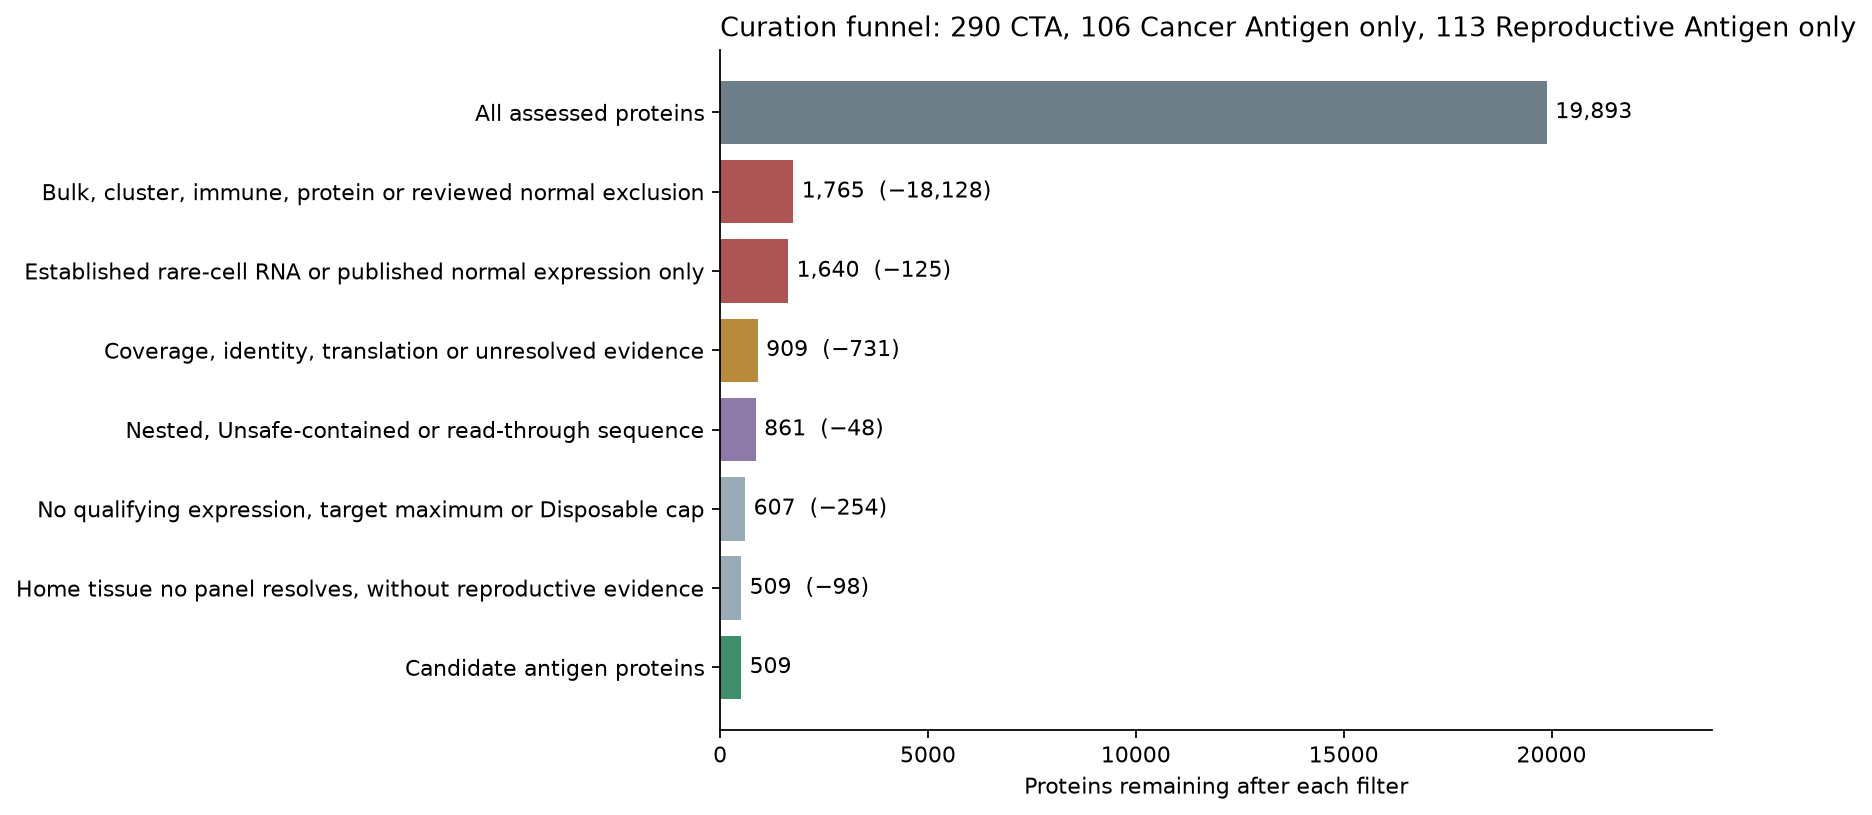 Curation funnel: 290 CTA, 106 Cancer Antigen only, 113 Reproductive Antigen only
All assessed proteins 19,893
Bulk, cluster, immune, protein or reviewed normal exclusion 1,765 (−18,128)
Established rare-cell RNA or published normal expression only 1,640 (−125)
Coverage, identity, translation or unresolved evidence 909 (−731)
Nested, Unsafe-contained or read-through sequence 861 (−48)
No qualifying expression, target maximum or Disposable cap 607 (−254)
Home tissue no panel resolves, without reproductive evidence 509 (−98)
Candidate antigen proteins 509
0 5000 10000 15000 20000
Proteins remaining after each filter